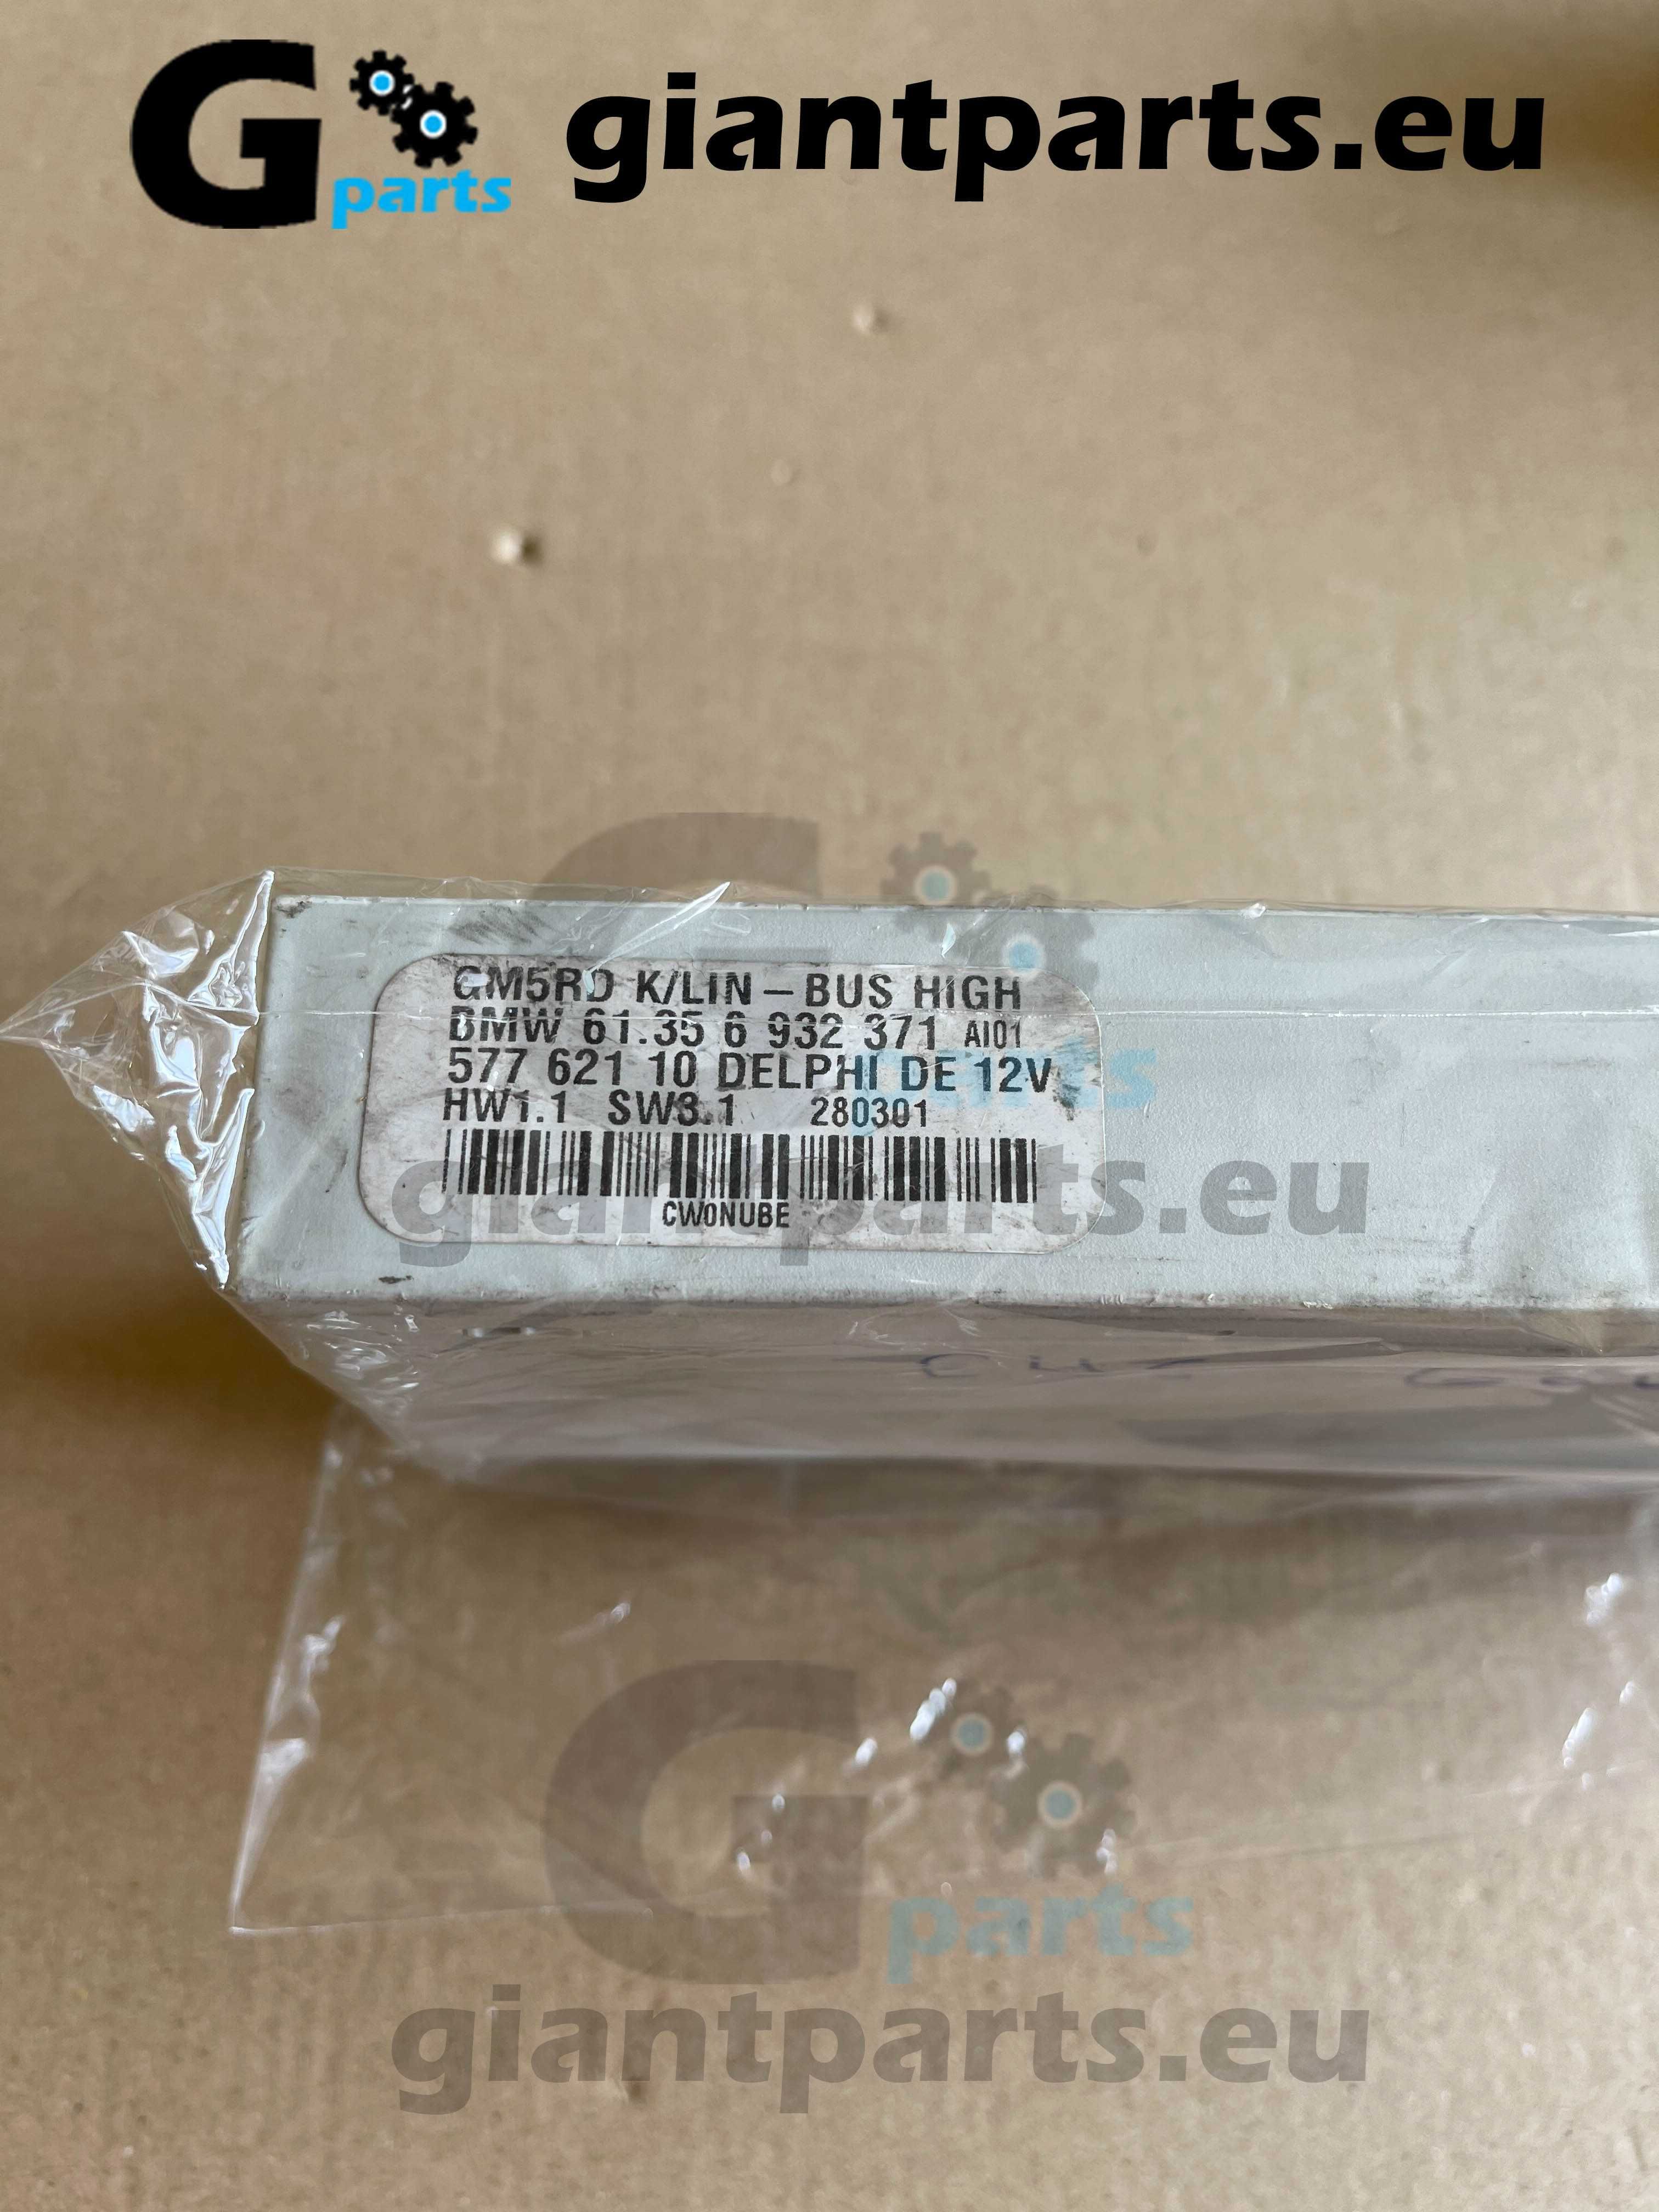 G parts giantparts.eu
GM5RD K/LIN – BUS HIGH
BMW 61.35 6 932 371 AI01
577 621 10 DELPHI DE 12V
HW1.1 SW3.1 280301
CW0NUBE
parts
giantparts.eu
G parts
giantparts.eu